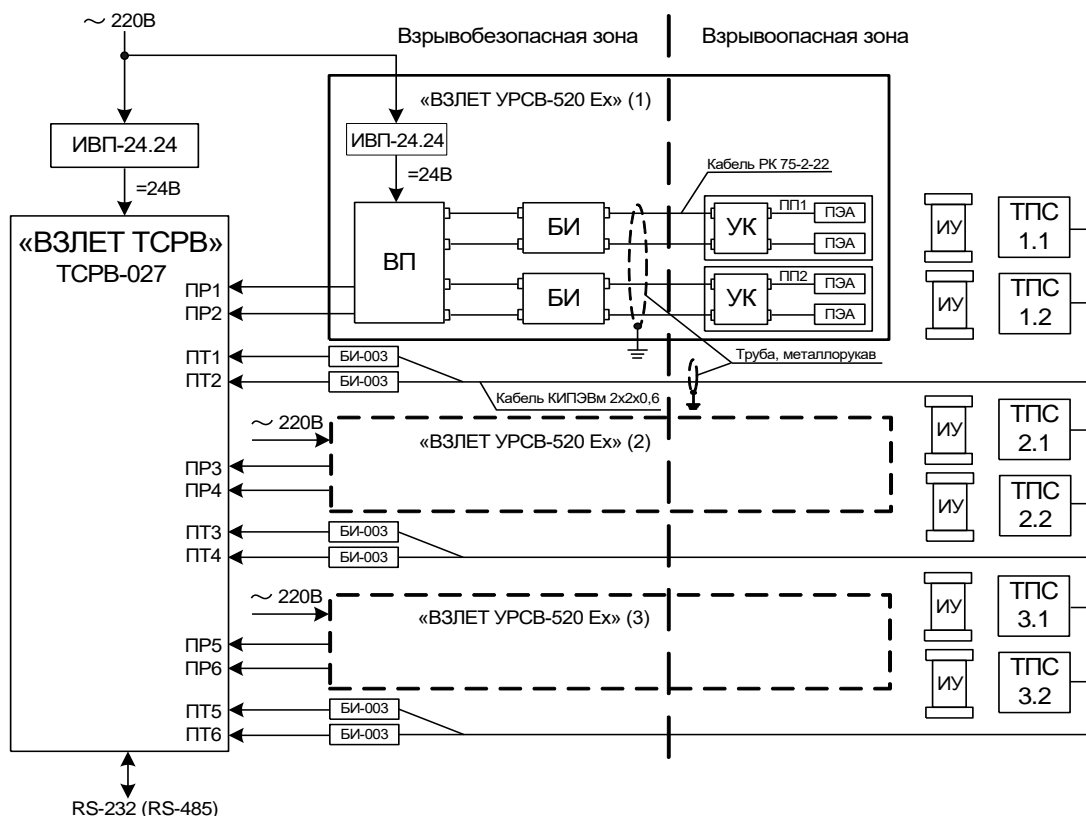 ~ 220В
Взрывобезопасная зона
Взрывоопасная зона
«ВЗЛЕТ УРСВ-520 Ex» (1)
ИВП-24.24
ИВП-24.24
=24В
=24В
Кабель РК 75-2-22
«ВЗЛЕТ ТСРВ»
ТСРВ-027
ВП
БИ
УК
ПП1
ПЭА
ПЭА
БИ
УК
ПП2
ПЭА
ПЭА
ИУ
ТПС
1.1
ИУ
ТПС
1.2
ПР1
ПР2
Труба, металлорукав
ПТ1
БИ-003
ПТ2
БИ-003
Кабель КИПЭВм 2х2х0,6
~ 220В
«ВЗЛЕТ УРСВ-520 Ex» (2)
ИУ
ТПС
2.1
ПР3
ПР4
ИУ
ТПС
2.2
ПТ3
БИ-003
ПТ4
БИ-003
~ 220В
«ВЗЛЕТ УРСВ-520 Ex» (3)
ИУ
ТПС
3.1
ПР5
ПР6
ИУ
ТПС
3.2
ПТ5
БИ-003
ПТ6
БИ-003
RS-232 (RS-485)